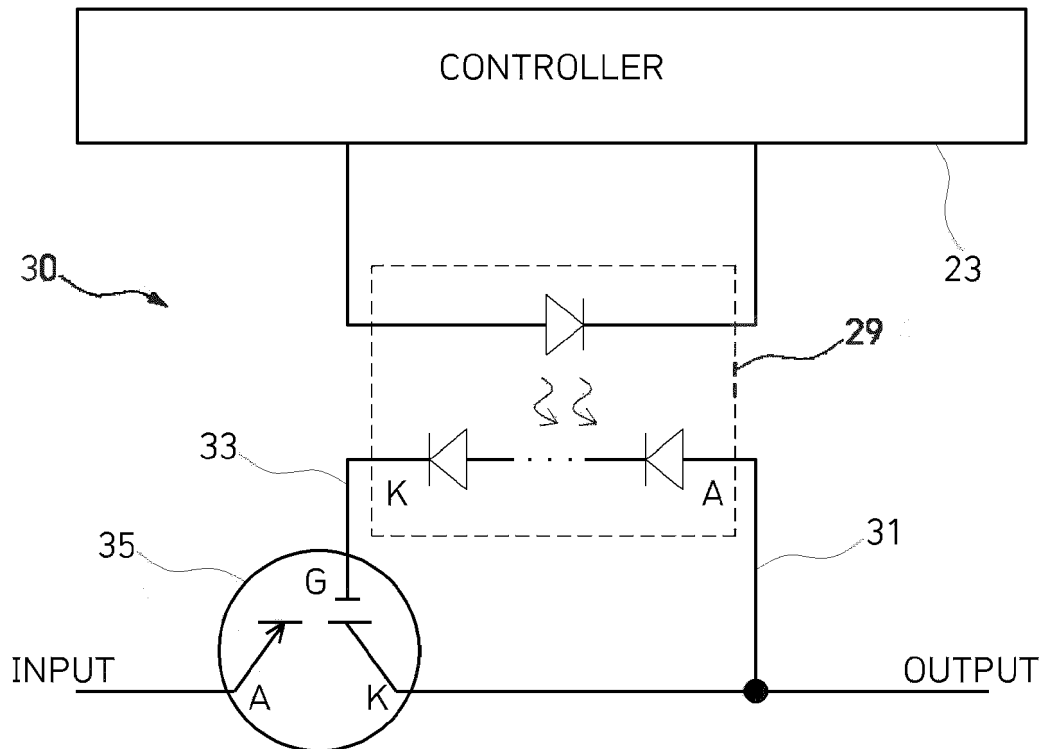 CONTROLLER
30
23
29
33
K
A
35
31
G
INPUT
A
K
OUTPUT